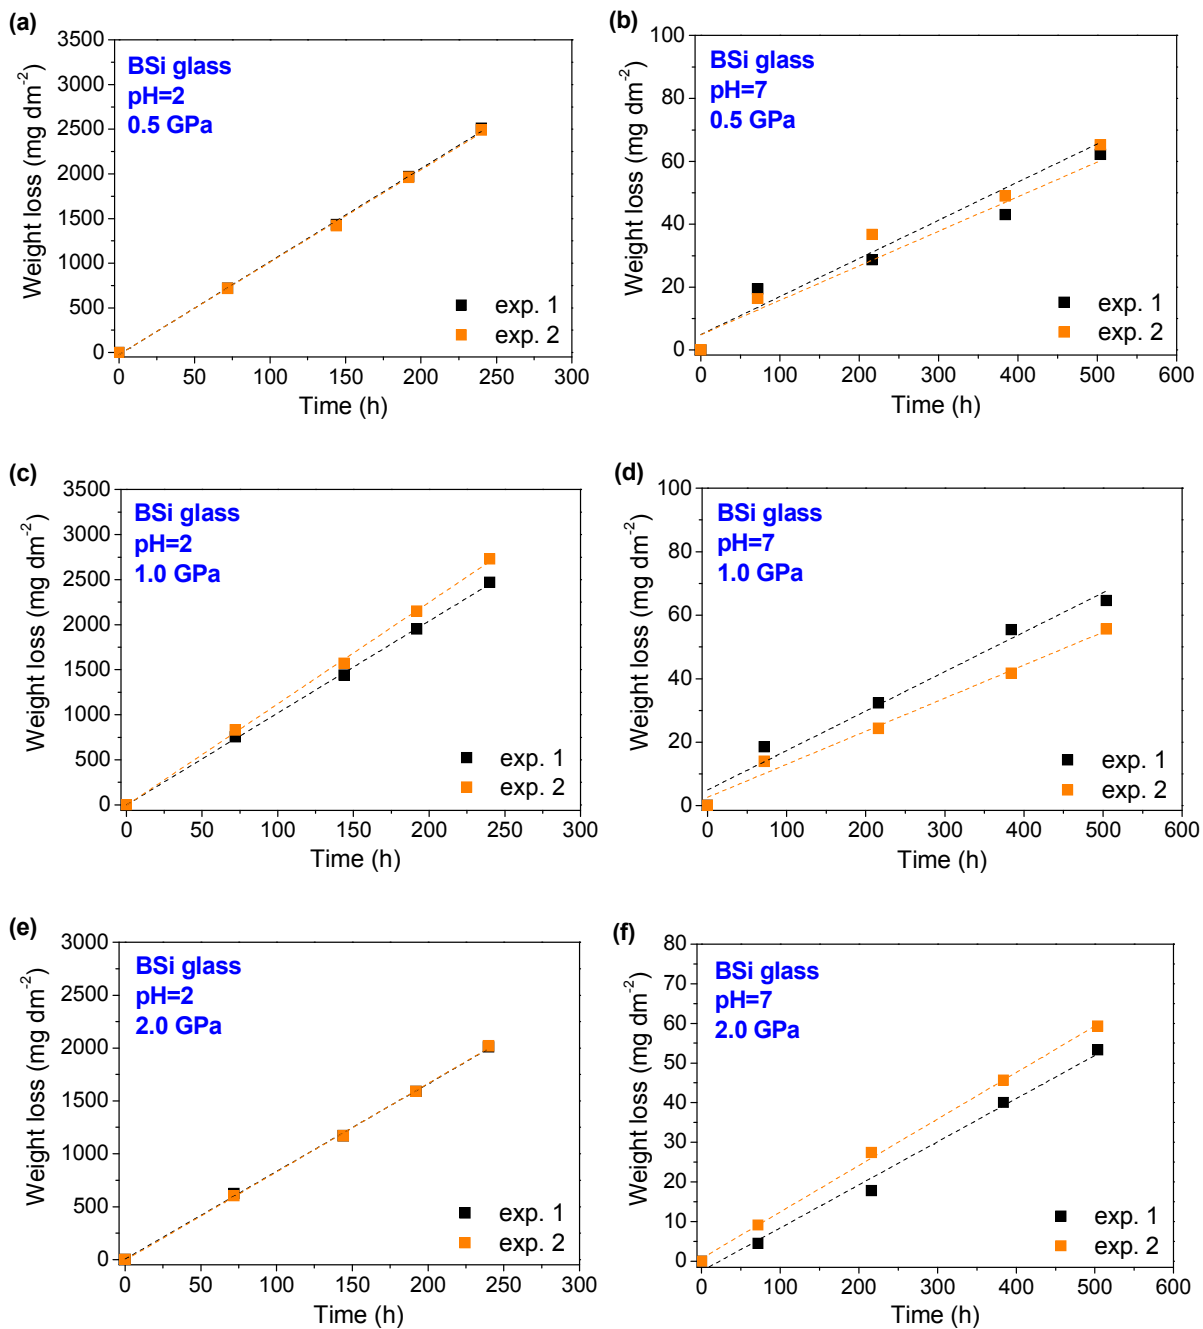 (a)
3500
3000
2500
2000
1500
1000
500
0
Weight loss (mg dm⁻²)
BSi glass
pH=2
0.5 GPa
exp. 1
exp. 2
0 50 100 150 200 250 300
Time (h)
(b)
100
80
60
40
20
0
Weight loss (mg dm⁻²)
BSi glass
pH=7
0.5 GPa
exp. 1
exp. 2
0 100 200 300 400 500 600
Time (h)
(c)
3500
3000
2500
2000
1500
1000
500
0
Weight loss (mg dm⁻²)
BSi glass
pH=2
1.0 GPa
exp. 1
exp. 2
0 50 100 150 200 250 300
Time (h)
(d)
100
80
60
40
20
0
Weight loss (mg dm⁻²)
BSi glass
pH=7
1.0 GPa
exp. 1
exp. 2
0 100 200 300 400 500 600
Time (h)
(e)
3000
2500
2000
1500
1000
500
0
Weight loss (mg dm⁻²)
BSi glass
pH=2
2.0 GPa
exp. 1
exp. 2
0 50 100 150 200 250 300
Time (h)
(f)
80
70
60
50
40
30
20
10
0
Weight loss (mg dm⁻²)
BSi glass
pH=7
2.0 GPa
exp. 1
exp. 2
0 100 200 300 400 500 600
Time (h)